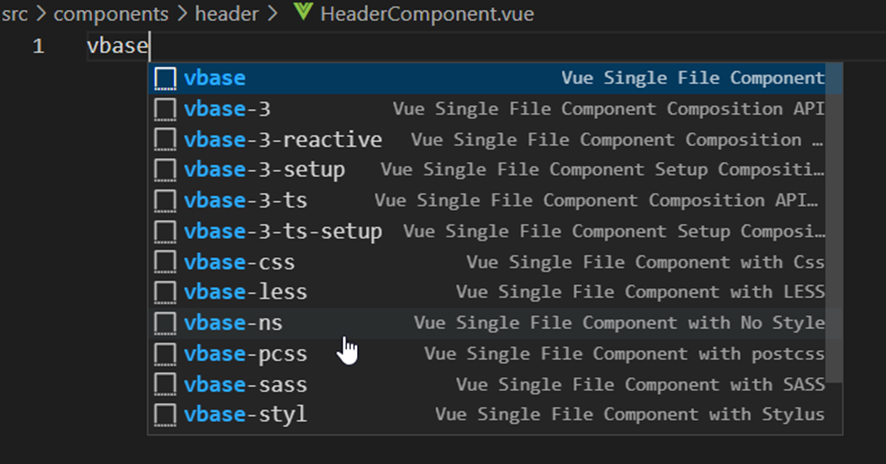 src > components > header > HeaderComponent.vue
1 vbase
vbase Vue Single File Component
vbase-3 Vue Single File Component Composition API
vbase-3-reactive Vue Single File Component Composition …
vbase-3-setup Vue Single File Component Setup Compositi…
vbase-3-ts Vue Single File Component Composition API…
vbase-3-ts-setup Vue Single File Component Setup Composi…
vbase-css Vue Single File Component with Css
vbase-less Vue Single File Component with LESS
vbase-ns Vue Single File Component with No Style
vbase-pcss Vue Single File Component with postcss
vbase-sass Vue Single File Component with SASS
vbase-styl Vue Single File Component with Stylus